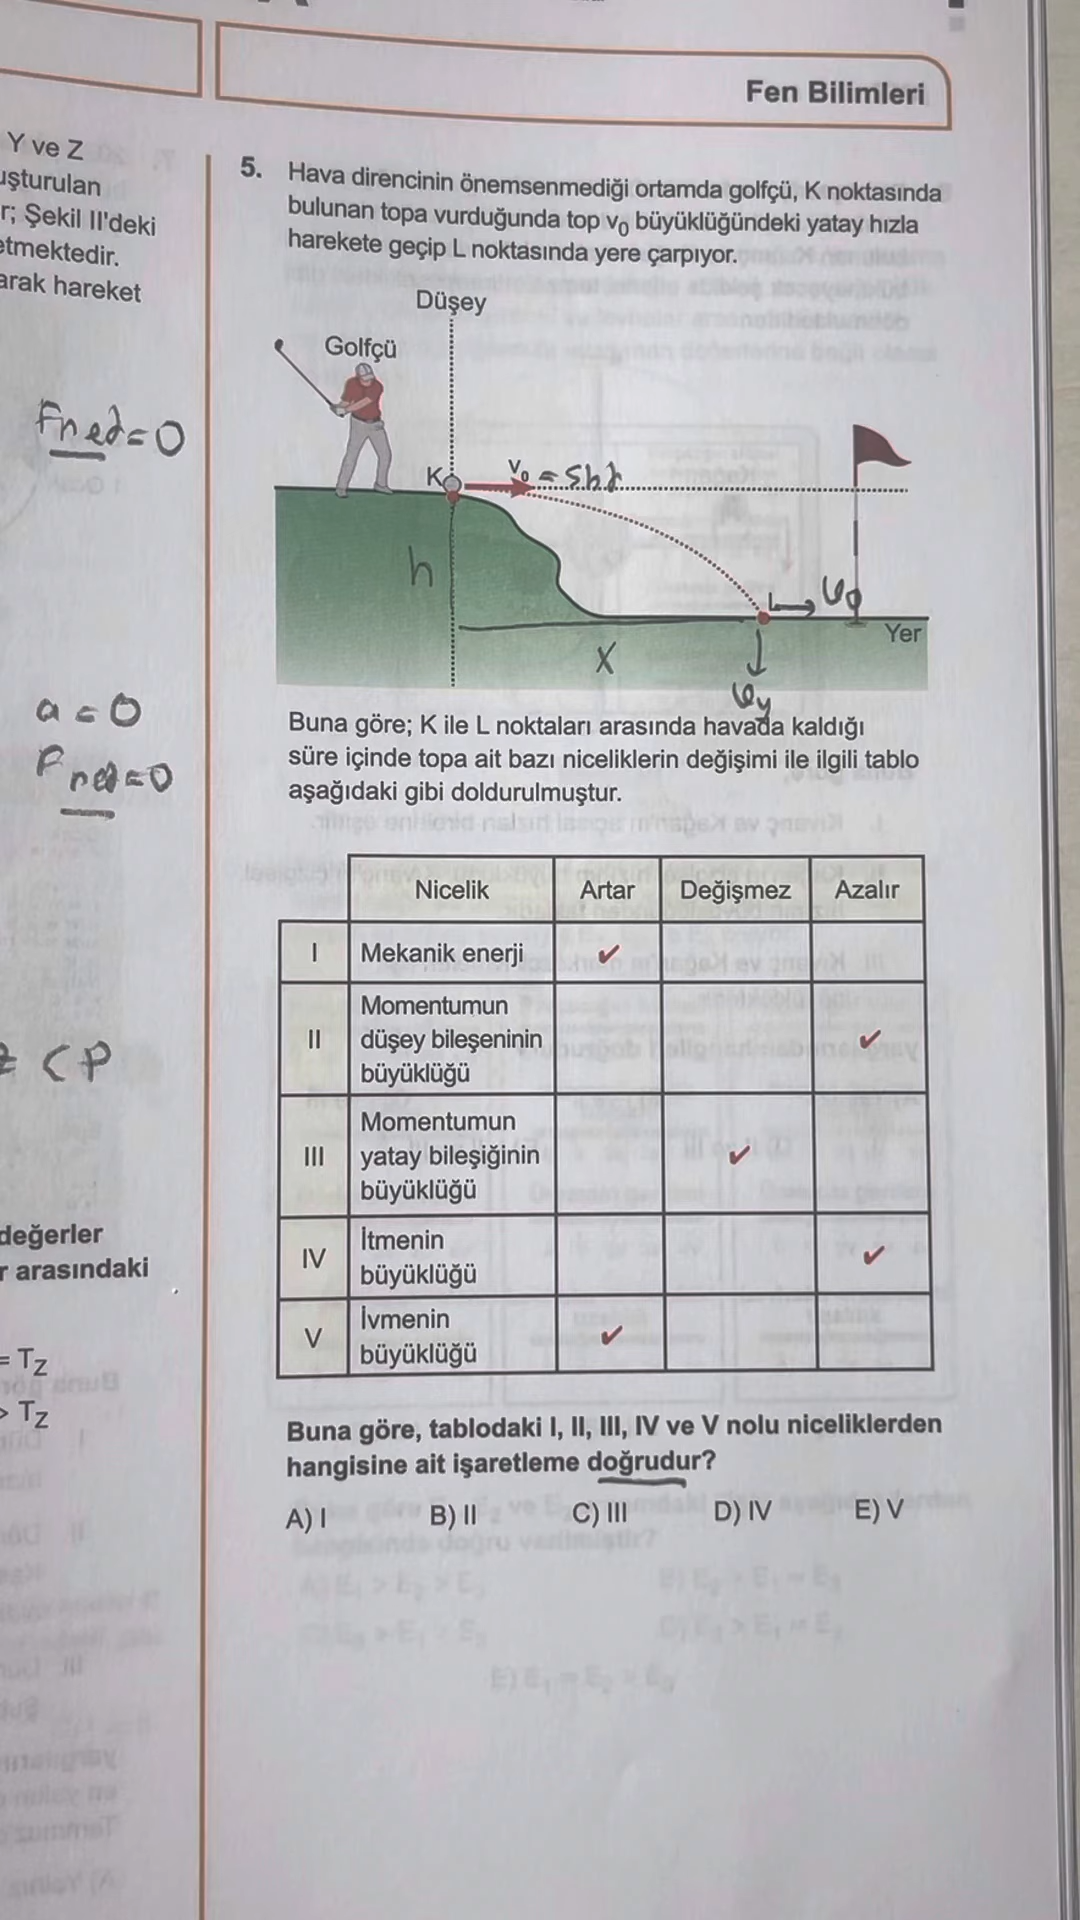 Fen Bilimleri
Y ve Z
uşturulan
r; Şekil II'deki
etmektedir.
arak hareket
Fned=0
a=0
Fned=0
z < P
değerler
r arasındaki
= TZ
> TZ
5. Hava direncinin önemsenmediği ortamda golfçü, K noktasında
bulunan topa vurduğunda top v0 büyüklüğündeki yatay hızla
harekete geçip L noktasında yere çarpıyor.
Düşey
Golfçü
K
v0 = sbt
h
L
v0
Yer
X
vy
Buna göre; K ile L noktaları arasında havada kaldığı
süre içinde topa ait bazı niceliklerin değişimi ile ilgili tablo
aşağıdaki gibi doldurulmuştur.
Nicelik Artar Değişmez Azalır
I Mekanik enerji ✓
Momentumun
II düşey bileşeninin ✓
büyüklüğü
Momentumun
III yatay bileşiğinin ✓
büyüklüğü
IV İtmenin ✓
büyüklüğü
V İvmenin ✓
büyüklüğü
Buna göre, tablodaki I, II, III, IV ve V nolu niceliklerden
hangisine ait işaretleme doğrudur?
A) I B) II C) III D) IV E) V